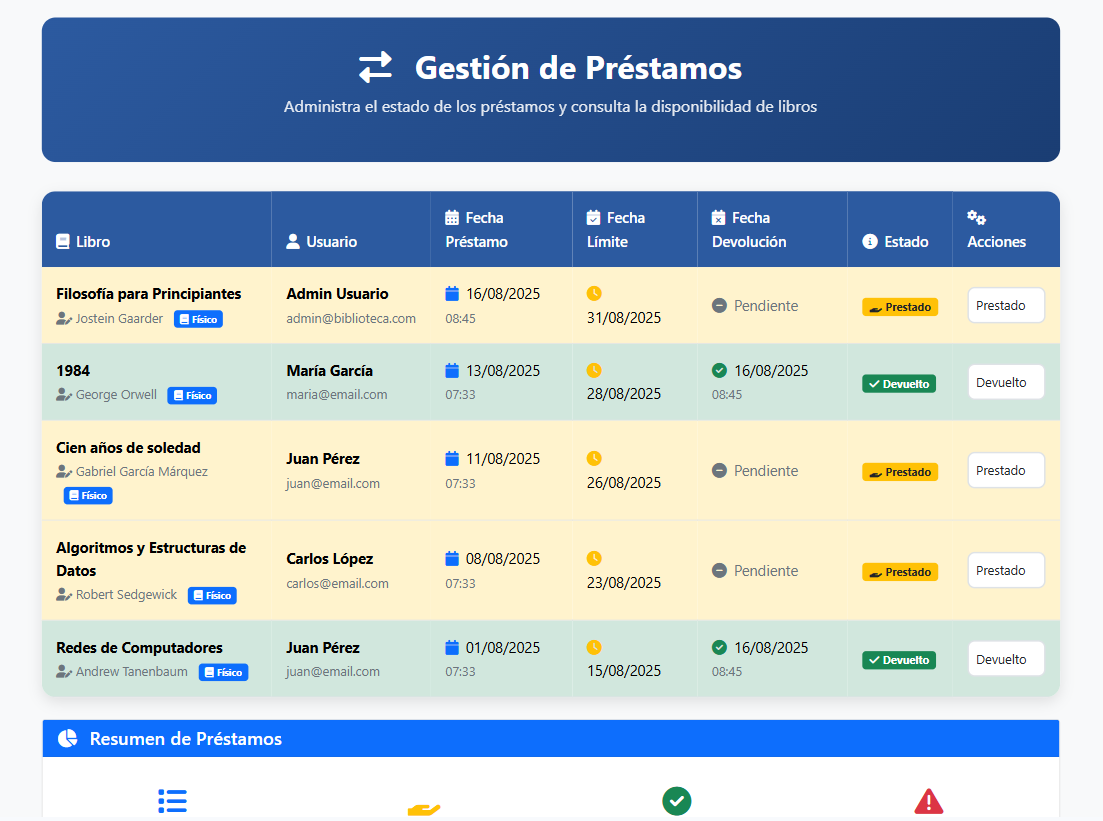 Gestión de Préstamos
Administra el estado de los préstamos y consulta la disponibilidad de libros
Libro
Usuario
Fecha
Préstamo
Fecha
Límite
Fecha
Devolución
Estado
Acciones
Filosofía para Principiantes
Jostein Gaarder Físico
Admin Usuario
admin@biblioteca.com
16/08/2025
08:45
31/08/2025
Pendiente
Prestado
Prestado
1984
George Orwell Físico
María García
maria@email.com
13/08/2025
07:33
28/08/2025
16/08/2025
08:45
Devuelto
Devuelto
Cien años de soledad
Gabriel García Márquez
Físico
Juan Pérez
juan@email.com
11/08/2025
07:33
26/08/2025
Pendiente
Prestado
Prestado
Algoritmos y Estructuras de
Datos
Robert Sedgewick Físico
Carlos López
carlos@email.com
08/08/2025
07:33
23/08/2025
Pendiente
Prestado
Prestado
Redes de Computadores
Andrew Tanenbaum Físico
Juan Pérez
juan@email.com
01/08/2025
07:33
15/08/2025
16/08/2025
08:45
Devuelto
Devuelto
Resumen de Préstamos